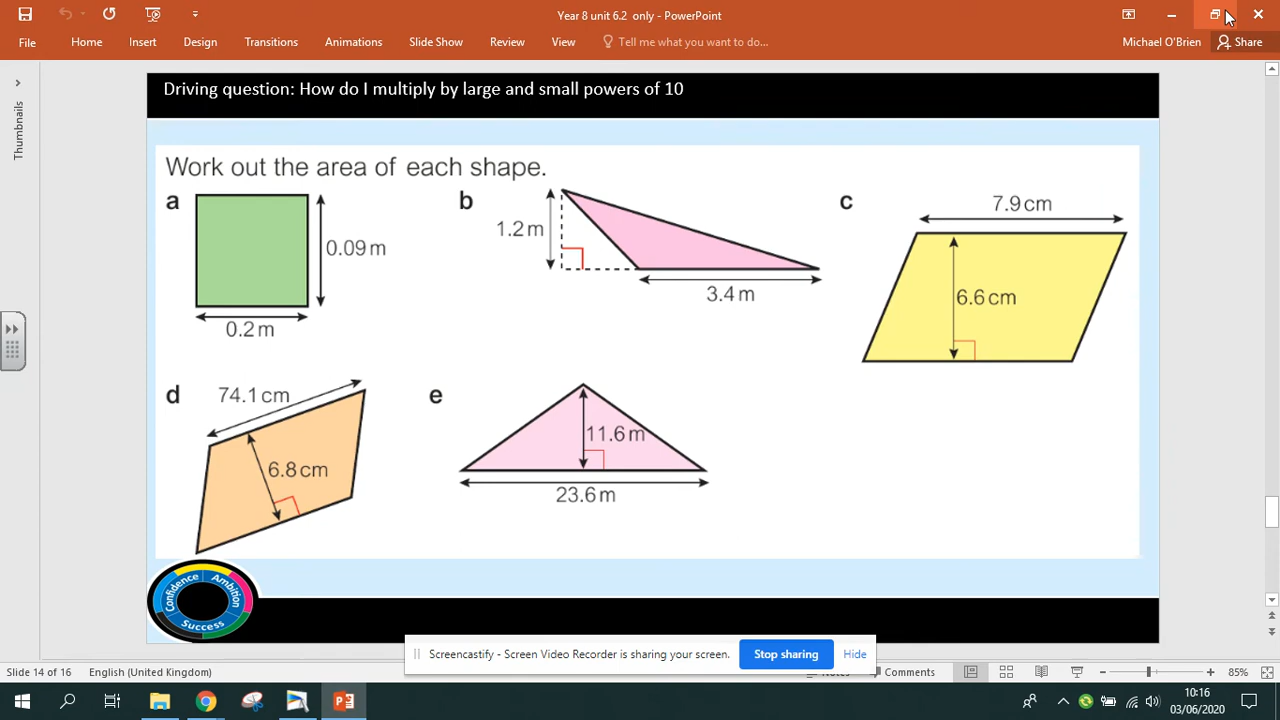 Year 8 unit 6.2 only - PowerPoint
File Home Insert Design Transitions Animations Slide Show Review View Tell me what you want to do... Michael O'Brien Share
Thumbnails
Driving question: How do I multiply by large and small powers of 10
Work out the area of each shape.
a
0.09 m
0.2 m
b
1.2 m
3.4 m
c
7.9 cm
6.6 cm
d
74.1 cm
6.8 cm
e
11.6 m
23.6 m
Confidence Ambition
Success
Screencastify - Screen Video Recorder is sharing your screen. Stop sharing Hide
Slide 14 of 16 English (United Kingdom) Notes Comments 85%
10:16
03/06/2020